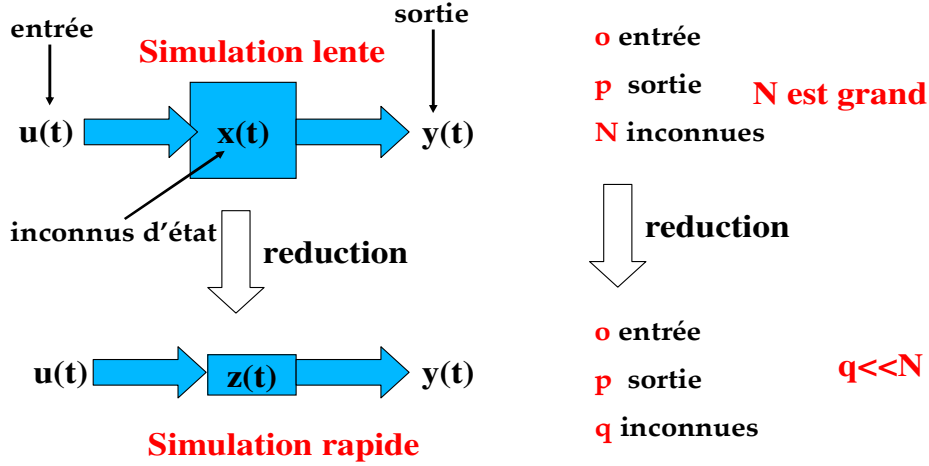 entrée
sortie
Simulation lente
u(t)
x(t)
y(t)
inconnus d'état
reduction
u(t)
z(t)
y(t)
Simulation rapide
o entrée
p sortie
N inconnues
N est grand
reduction
o entrée
p sortie
q inconnues
q<<N